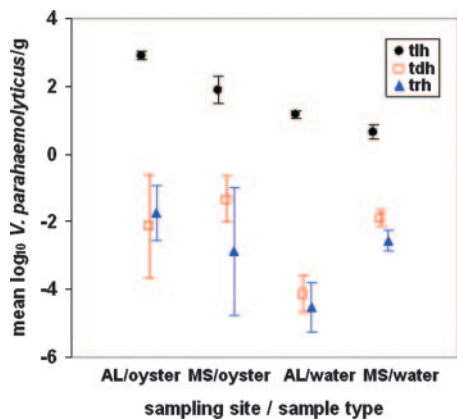 mean log₁₀ V. parahaemolyticus/g
4
2
0
-2
-4
-6
tlh
tdh
trh
AL/oyster MS/oyster AL/water MS/water
sampling site / sample type